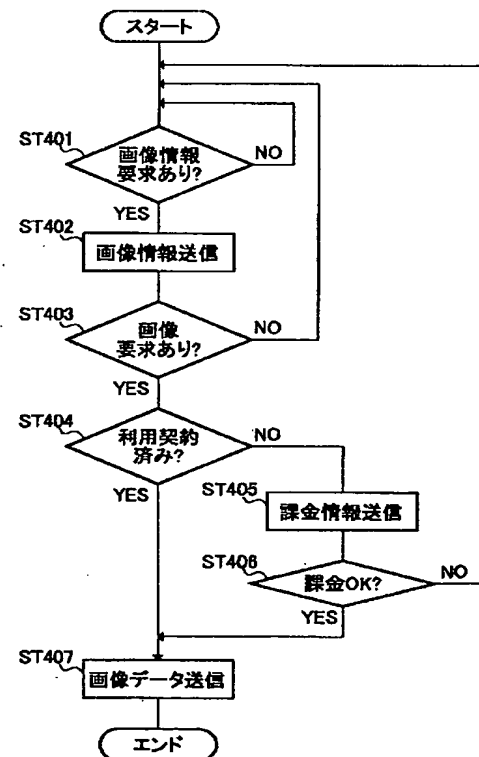 スタート
ST401
画像情報
要求あり?
NO
YES
ST402
画像情報送信
ST403
画像
要求あり?
NO
YES
ST404
利用契約
済み?
NO
YES
ST405
課金情報送信
ST406
課金OK?
NO
YES
ST407
画像データ送信
エンド